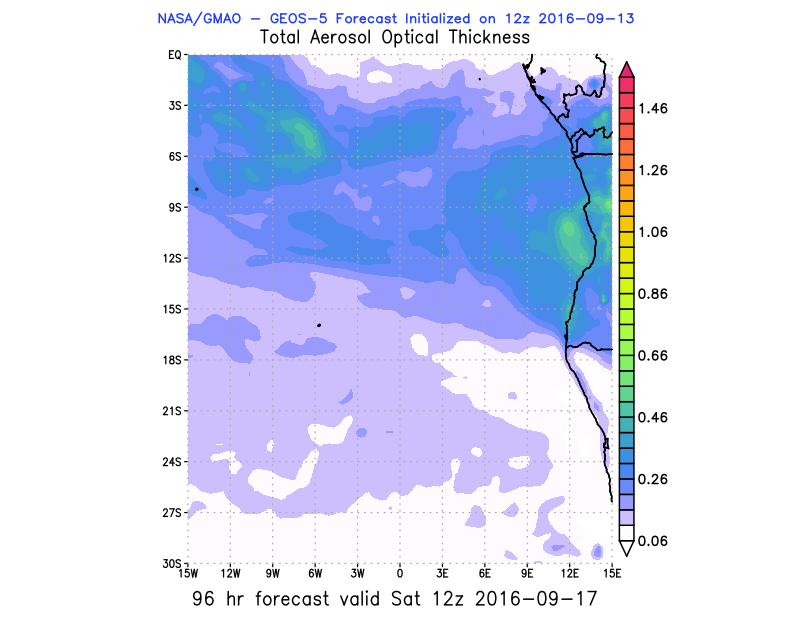 NASA/GMAO − GEOS−5 Forecast Initialized on 12z 2016−09−13
Total Aerosol Optical Thickness
EQ
3S
6S
9S
12S
15S
18S
21S
24S
27S
30S
15W 12W 9W 6W 3W 0 3E 6E 9E 12E 15E
1.46
1.26
1.06
0.86
0.66
0.46
0.26
0.06
96 hr forecast valid Sat 12z 2016−09−17